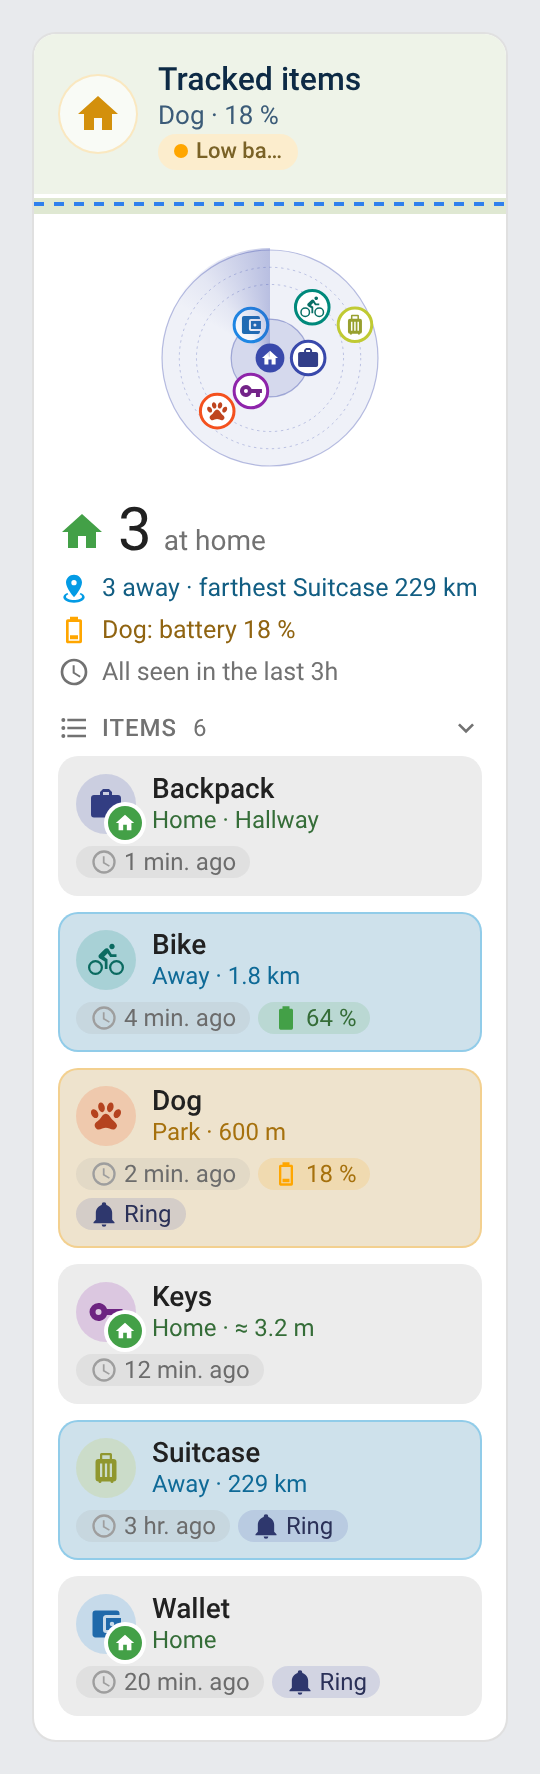 Tracked items
Dog · 18 %
Low ba…
3 at home
3 away · farthest Suitcase 229 km
Dog: battery 18 %
All seen in the last 3h
ITEMS 6
Backpack
Home · Hallway
1 min. ago
Bike
Away · 1.8 km
4 min. ago 64 %
Dog
Park · 600 m
2 min. ago 18 %
Ring
Keys
Home · ≈ 3.2 m
12 min. ago
Suitcase
Away · 229 km
3 hr. ago Ring
Wallet
Home
20 min. ago Ring